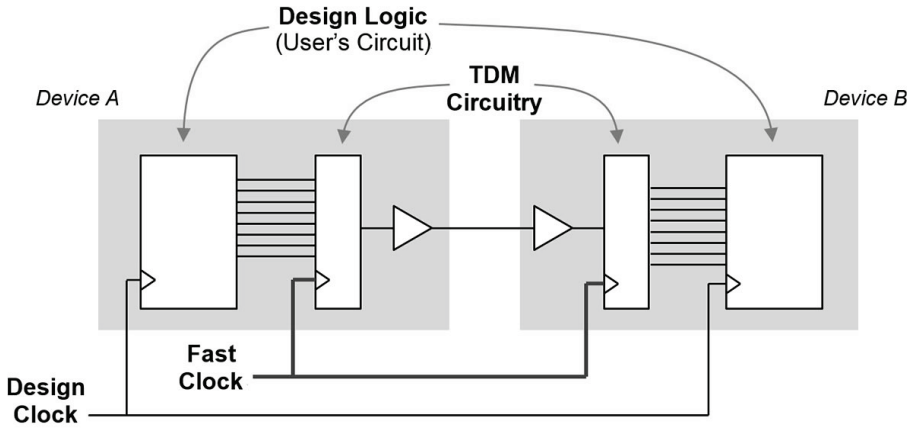 Design Logic
(User's Circuit)
TDM
Circuitry
Device A
Device B
Fast
Clock
Design
Clock